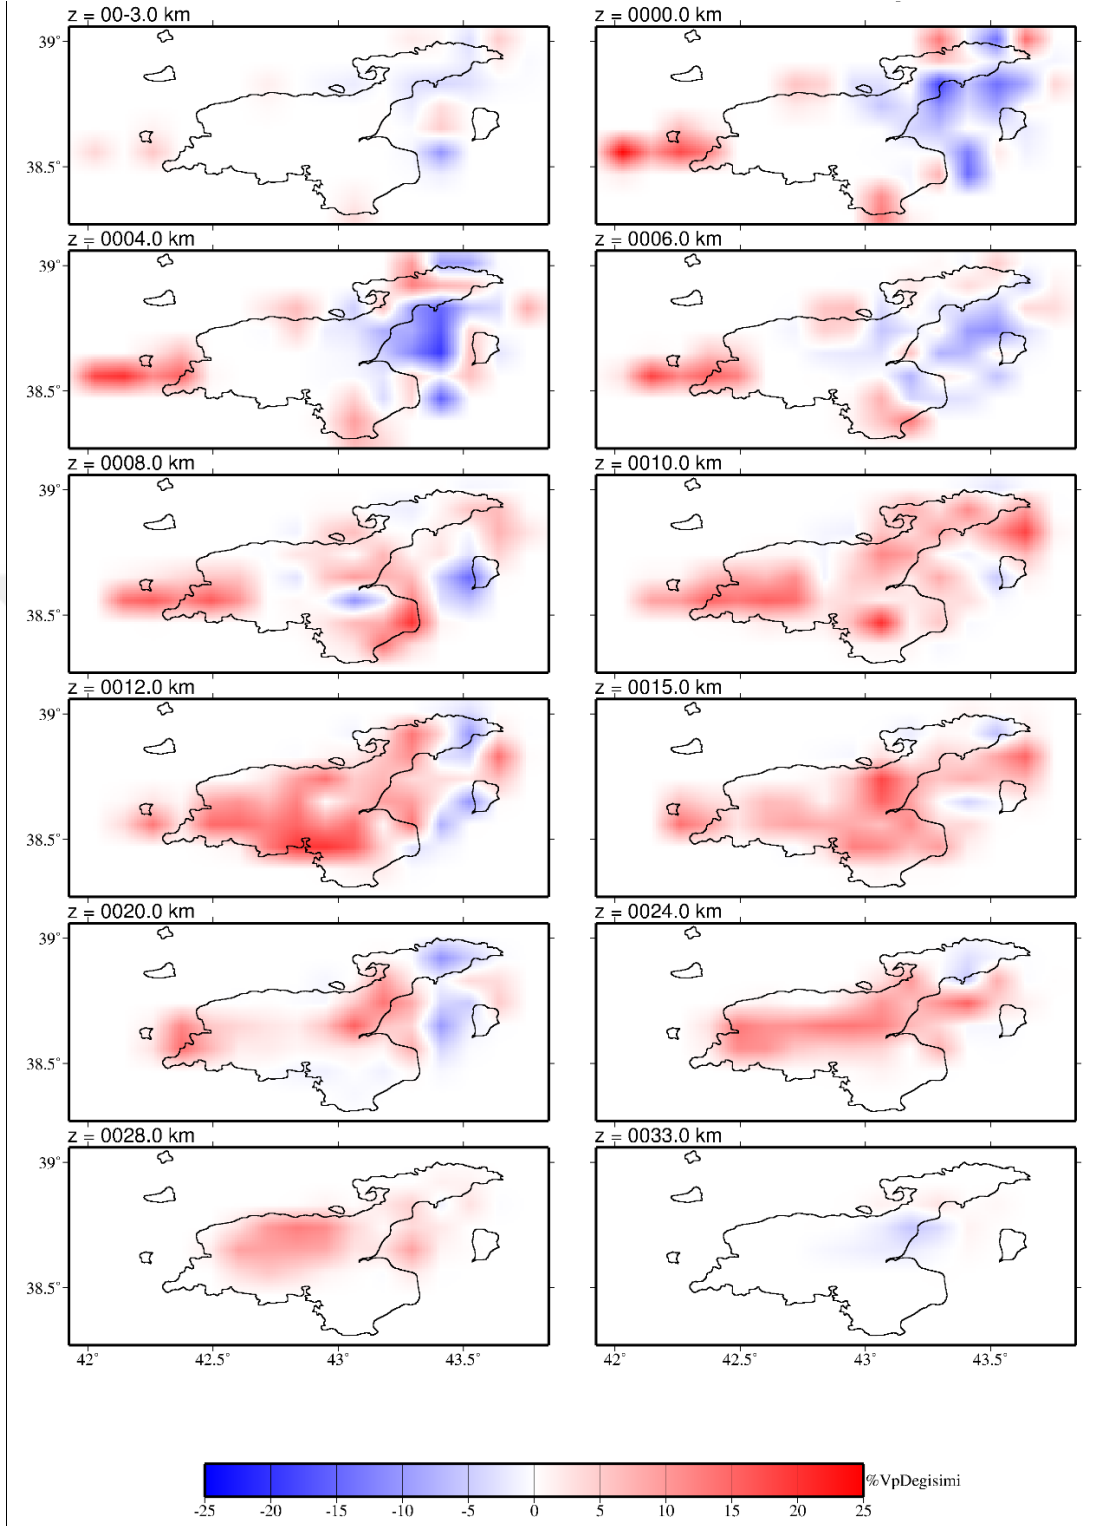 z = 00-3.0 km
z = 0000.0 km
39°
38.5°
z = 0004.0 km
z = 0006.0 km
39°
38.5°
z = 0008.0 km
z = 0010.0 km
39°
38.5°
z = 0012.0 km
z = 0015.0 km
39°
38.5°
z = 0020.0 km
z = 0024.0 km
39°
38.5°
z = 0028.0 km
z = 0033.0 km
39°
38.5°
42° 42.5° 43° 43.5° 42° 42.5° 43° 43.5°
%VpDegisimi
-25 -20 -15 -10 -5 0 5 10 15 20 25